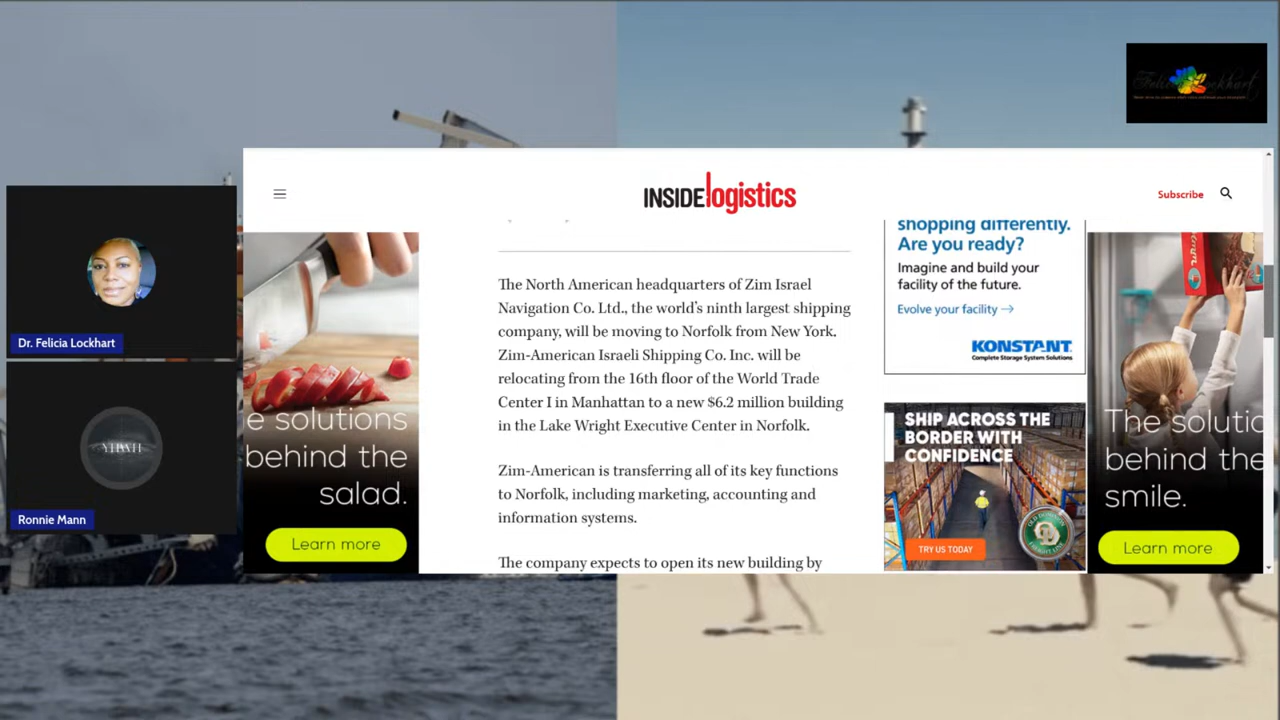 INSIDElogistics
Subscribe
The North American headquarters of Zim Israel
Navigation Co. Ltd., the world's ninth largest shipping
company, will be moving to Norfolk from New York.
Zim-American Israeli Shipping Co. Inc. will be
relocating from the 16th floor of the World Trade
Center I in Manhattan to a new $6.2 million building
in the Lake Wright Executive Center in Norfolk.
Zim-American is transferring all of its key functions
to Norfolk, including marketing, accounting and
information systems.
The company expects to open its new building by
shopping differently.
Are you ready?
Imagine and build your
facility of the future.
Evolve your facility →
KONSTANT
Complete Storage System Solutions
SHIP ACROSS THE
BORDER WITH
CONFIDENCE
TRY US TODAY
e solutions
behind the
salad.
Learn more
The solutio
behind the
smile.
Learn more
Dr. Felicia Lockhart
Ronnie Mann